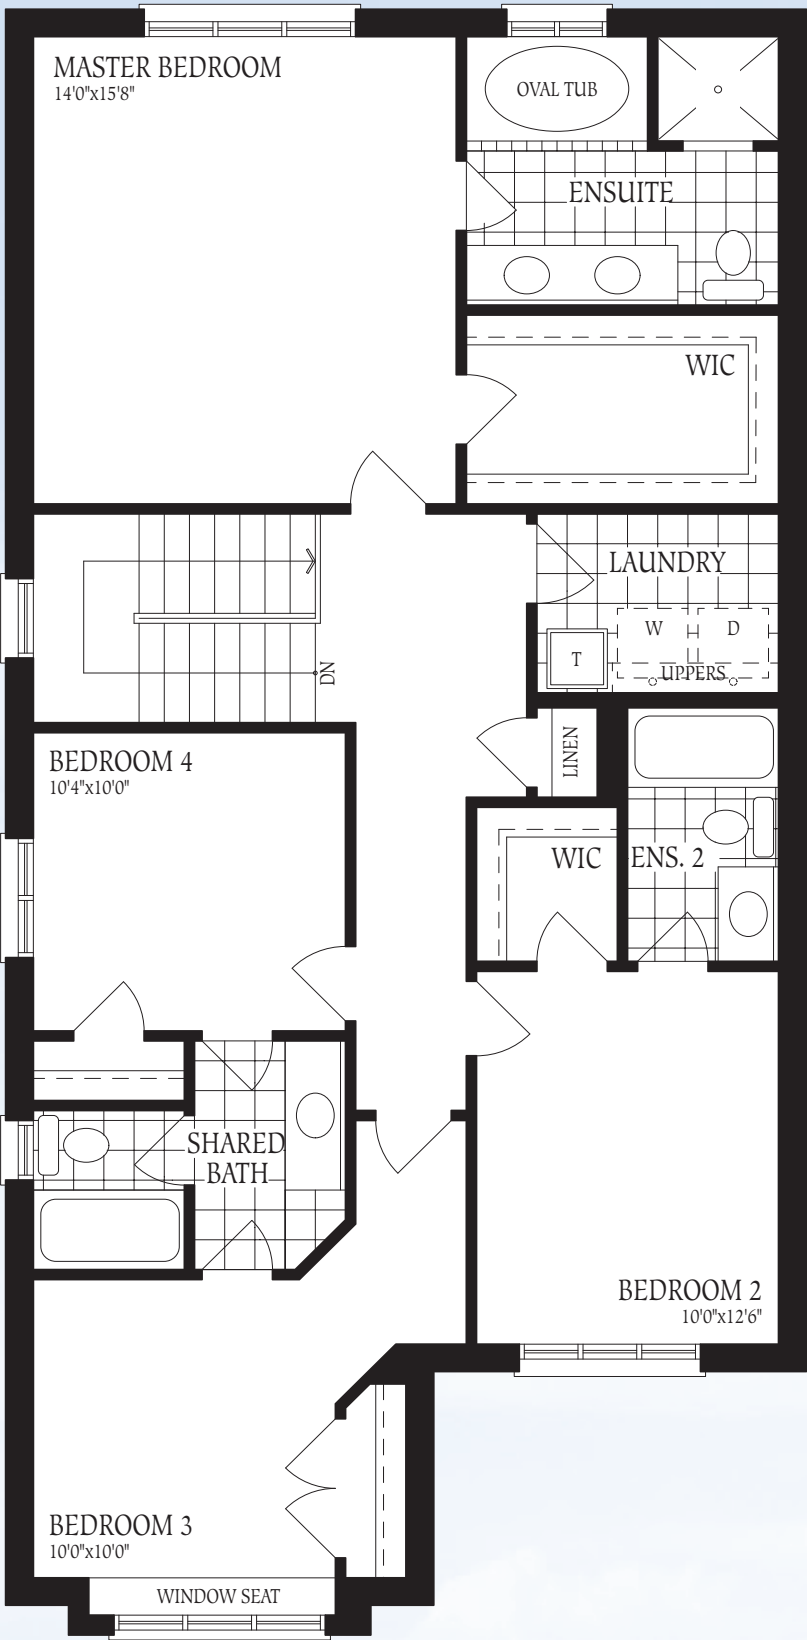 MASTER BEDROOM
14'0"x15'8"
OVAL TUB
ENSUITE
WIC
LAUNDRY
W
D
T
UPPERS
DN
LINEN
BEDROOM 4
10'4"x10'0"
WIC
ENS. 2
SHARED
BATH
BEDROOM 2
10'0"x12'6"
BEDROOM 3
10'0"x10'0"
WINDOW SEAT